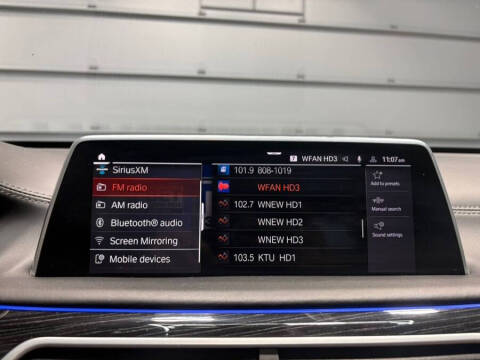 7 WFAN HD3 11:07 am
SiriusXM
FM radio
AM radio
Bluetooth® audio
Screen Mirroring
Mobile devices
101.9 808-1019
WFAN HD3
102.7 WNEW HD1
WNEW HD2
WNEW HD3
103.5 KTU HD1
Add to presets
Manual search
Sound settings